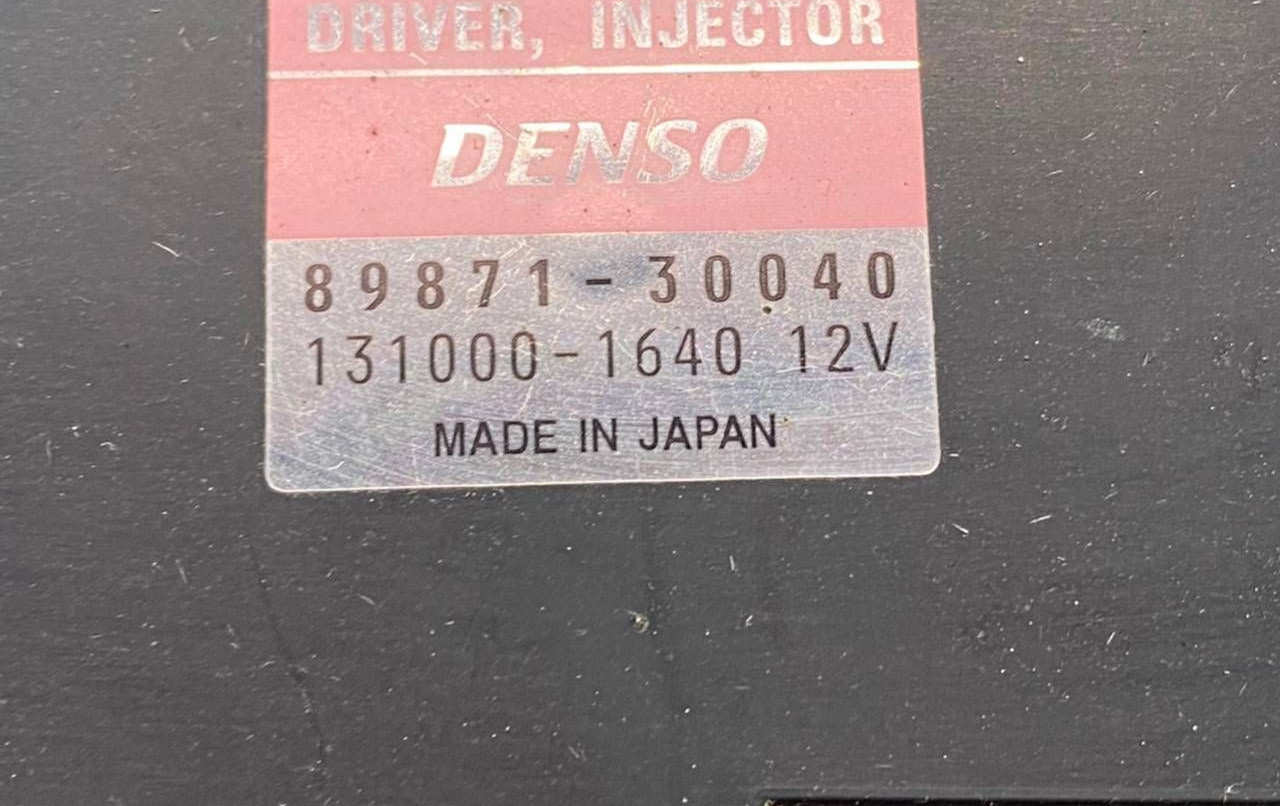 DRIVER, INJECTOR
DENSO
89871-30040
131000-1640 12V
MADE IN JAPAN